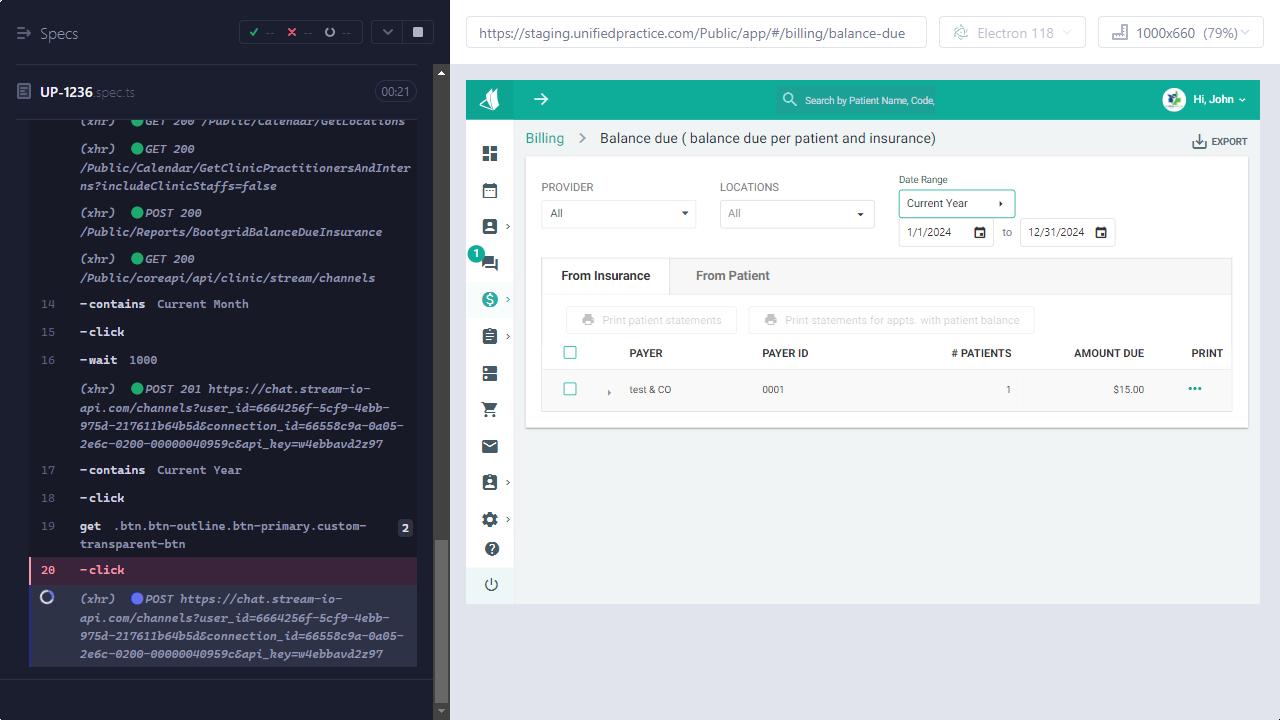 Specs
--
--
--
UP-1236.spec.ts
00:21
(xhr) GET 200 /Public/Calendar/GetLocations
(xhr) GET 200
/Public/Calendar/GetClinicPractitionersAndInter
ns?includeClinicStaffs=false
(xhr) POST 200
/Public/Reports/BootgridBalanceDueInsurance
(xhr) GET 200
/Public/coreapi/api/clinic/stream/channels
14 -contains Current Month
15 -click
16 -wait 1000
(xhr) POST 201 https://chat.stream-io-
api.com/channels?user_id=6664256f-5cf9-4ebb-
975d-217611b64b5d&connection_id=66558c9a-0a05-
2e6c-0200-00000040959c&api_key=w4ebbavd2z97
17 -contains Current Year
18 -click
19 get .btn.btn-outline.btn-primary.custom-
transparent-btn
2
20 -click
(xhr) POST https://chat.stream-io-
api.com/channels?user_id=6664256f-5cf9-4ebb-
975d-217611b64b5d&connection_id=66558c9a-0a05-
2e6c-0200-00000040959c&api_key=w4ebbavd2z97
https://staging.unifiedpractice.com/Public/app/#/billing/balance-due
Electron 118
1000x660 (79%)
Search by Patient Name, Code,
Hi, John
1
Billing > Balance due ( balance due per patient and insurance)
EXPORT
PROVIDER
All
LOCATIONS
All
Date Range
Current Year
1/1/2024
to
12/31/2024
From Insurance
From Patient
Print patient statements
Print statements for appts. with patient balance
PAYER PAYER ID # PATIENTS AMOUNT DUE PRINT
test & CO 0001 1 $15.00